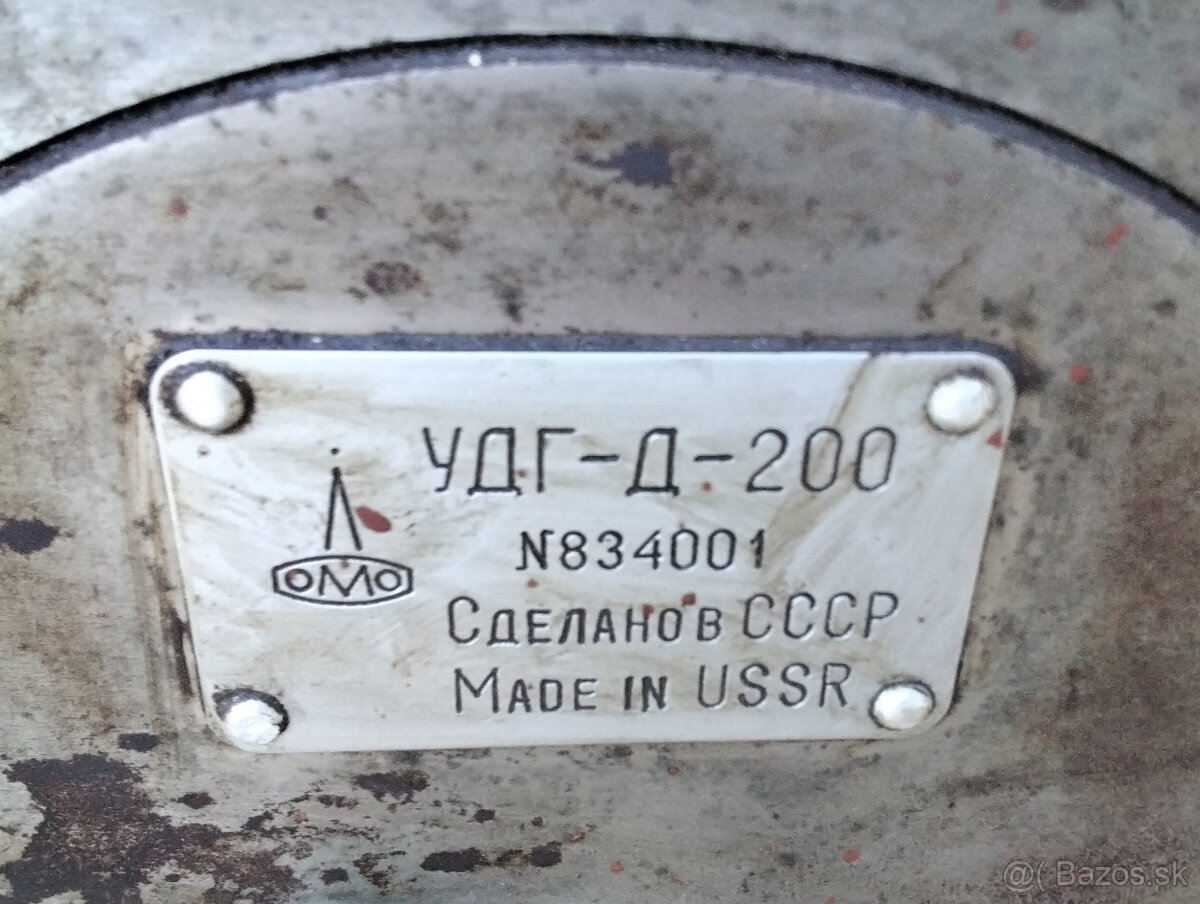 УДГ-Д-200
N834001
ОМО
СДЕЛАНО В СССР
MADE IN USSR
@( Bazos.sk